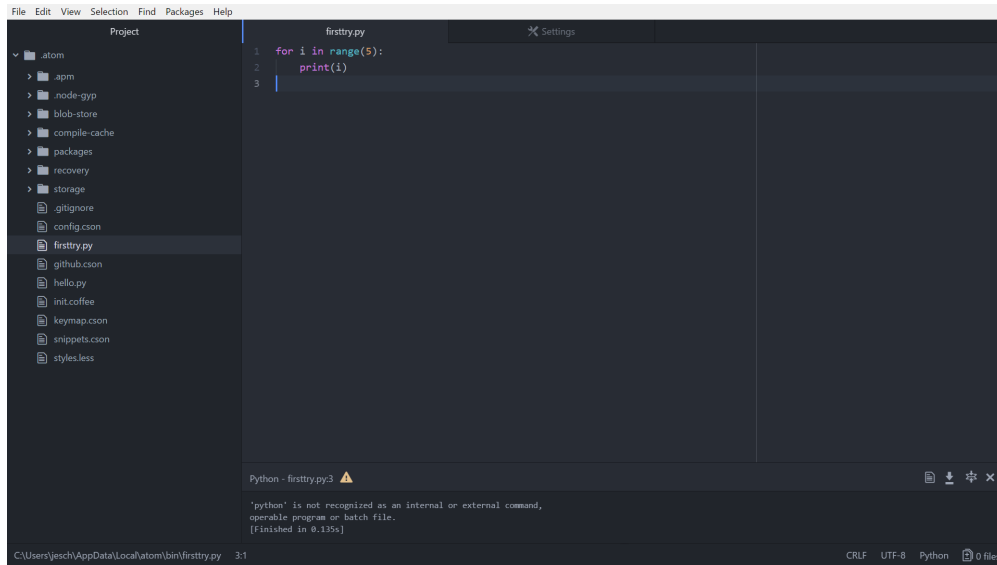 File Edit View Selection Find Packages Help
Project
firsttry.py
Settings
.atom
.apm
.node-gyp
blob-store
compile-cache
packages
recovery
storage
.gitignore
config.cson
firsttry.py
github.cson
hello.py
init.coffee
keymap.cson
snippets.cson
styles.less
1 for i in range(5):
2 print(i)
3
Python - firsttry.py:3
'python' is not recognized as an internal or external command,
operable program or batch file.
[Finished in 0.135s]
C:\Users\jesch\AppData\Local\atom\bin\firsttry.py 3:1 CRLF UTF-8 Python 0 files